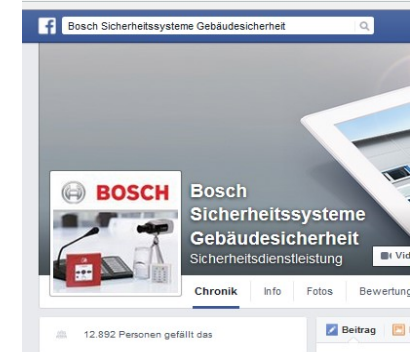 Bosch Sicherheitssysteme Gebäudesicherheit
BOSCH
Bosch
Sicherheitssysteme
Gebäudesicherheit
Sicherheitsdienstleistung
Chronik Info Fotos
12.892 Personen gefällt das
Beitrag